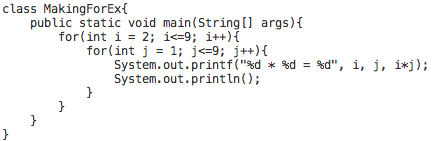 class MakingForEx{
    public static void main(String[] args){
        for(int i = 2; i<=9; i++){
            for(int j = 1; j<=9; j++){
                System.out.printf("%d * %d = %d", i, j, i*j);
                System.out.println();
            }
        }
    }
}